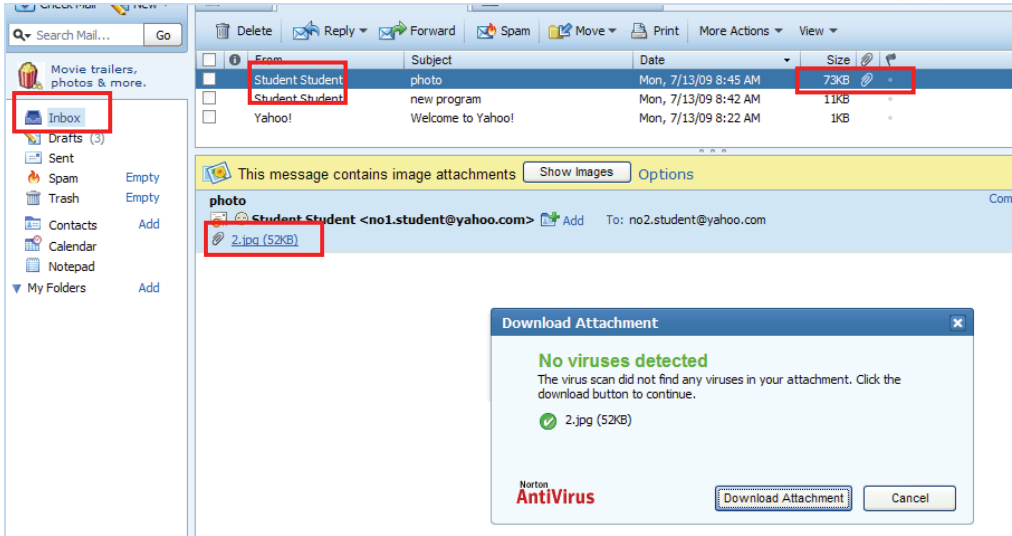 Check Mail New
Search Mail... Go
Movie trailers,
photos & more.
Inbox
Drafts (3)
Sent
Spam Empty
Trash Empty
Contacts Add
Calendar
Notepad
My Folders Add
Delete Reply Forward Spam Move Print More Actions View
From Subject Date Size
Student Student photo Mon, 7/13/09 8:45 AM 73KB
Student Student new program Mon, 7/13/09 8:42 AM 11KB
Yahoo! Welcome to Yahoo! Mon, 7/13/09 8:22 AM 1KB
This message contains image attachments Show Images Options
photo Com
Student Student <no1.student@yahoo.com> Add To: no2.student@yahoo.com
2.jpg (52KB)
Download Attachment
No viruses detected
The virus scan did not find any viruses in your attachment. Click the
download button to continue.
2.jpg (52KB)
Norton
AntiVirus
Download Attachment Cancel